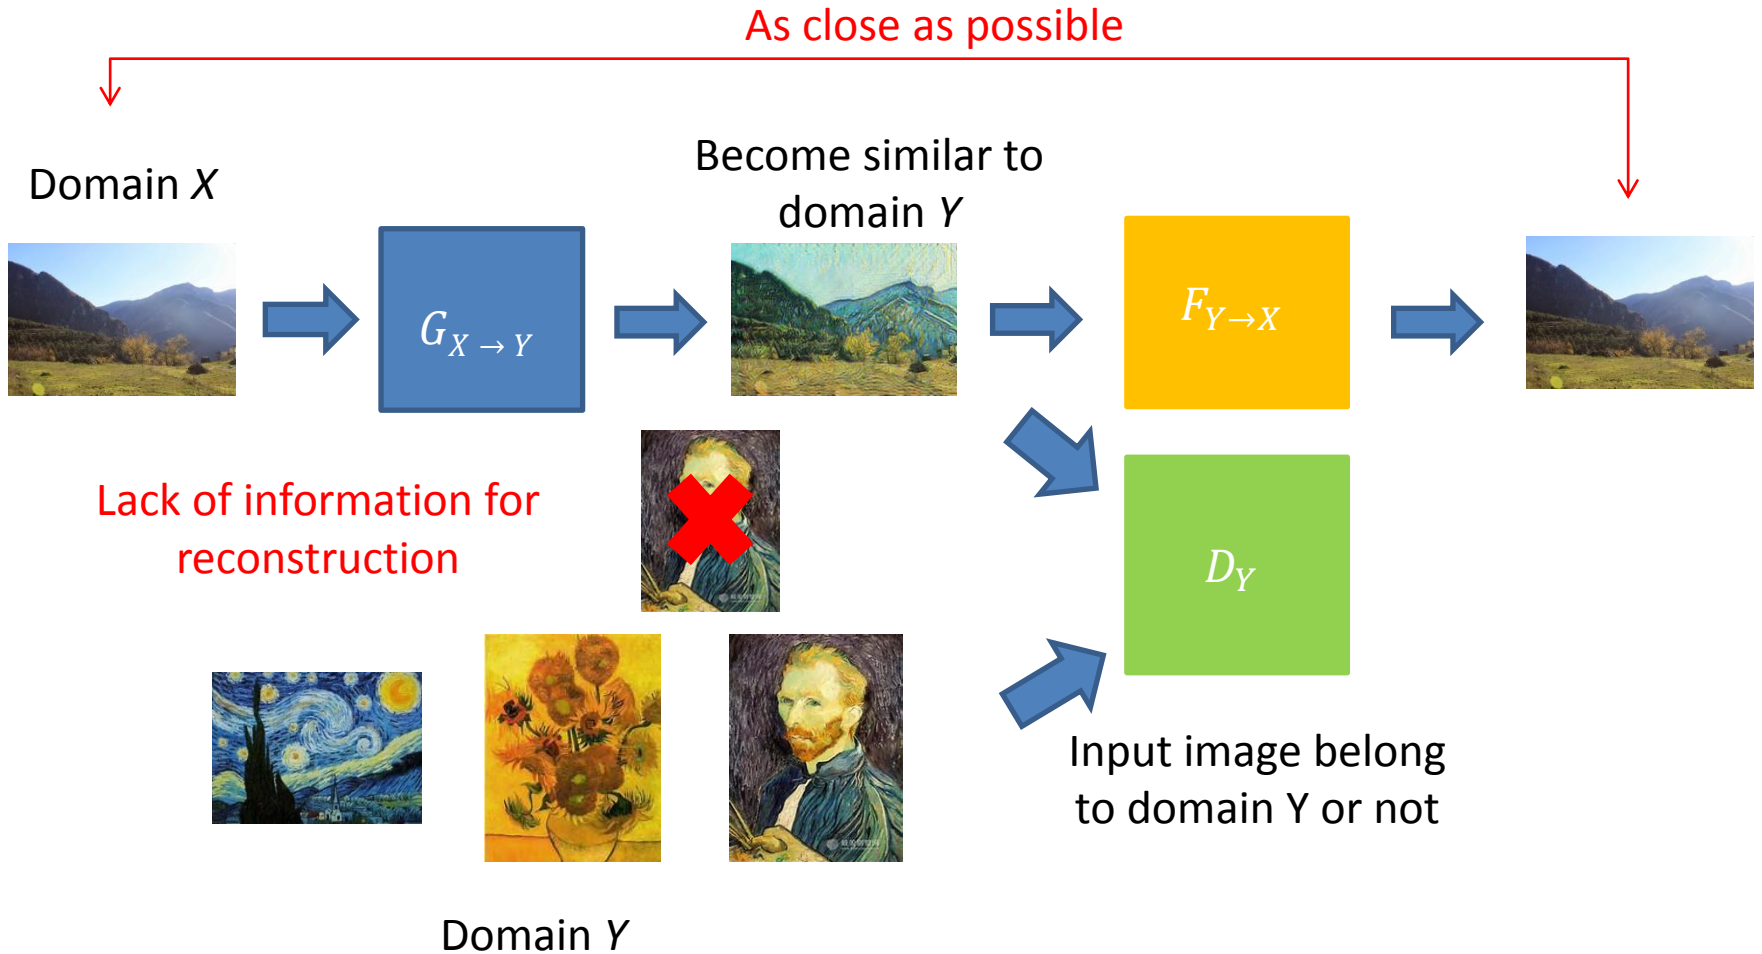 As close as possible
Domain X
Become similar to
domain Y
G_{X → Y}
F_{Y→X}
Lack of information for
reconstruction
D_Y
Input image belong
to domain Y or not
Domain Y